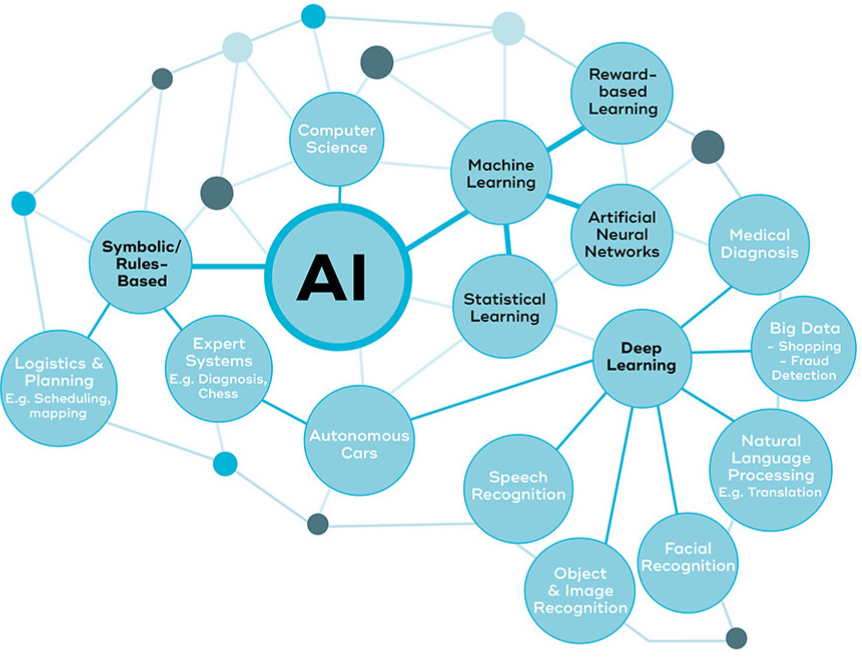 Reward-
based
Learning
Computer
Science
Machine
Learning
Artificial
Neural
Networks
Medical
Diagnosis
Symbolic/
Rules-
Based
AI
Statistical
Learning
Big Data
- Shopping
- Fraud
Detection
Deep
Learning
Expert
Systems
E.g. Diagnosis,
Chess
Logistics &
Planning
E.g. Scheduling,
mapping
Autonomous
Cars
Natural
Language
Processing
E.g. Translation
Speech
Recognition
Facial
Recognition
Object
& Image
Recognition